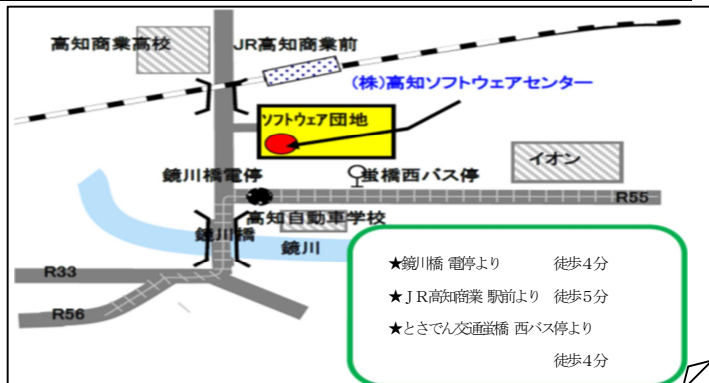 高知商業高校
JR高知商業前
(株)高知ソフトウェアセンター
ソフトウェア団地
イオン
鏡川橋電停
蛍橋西バス停
R55
高知自動車学校
鏡川橋
鏡川
R33
R56
★鏡川橋 電停より 徒歩4分
★JR高知商業 駅前より 徒歩5分
★とさでん交通蛍橋 西バス停より
徒歩4分